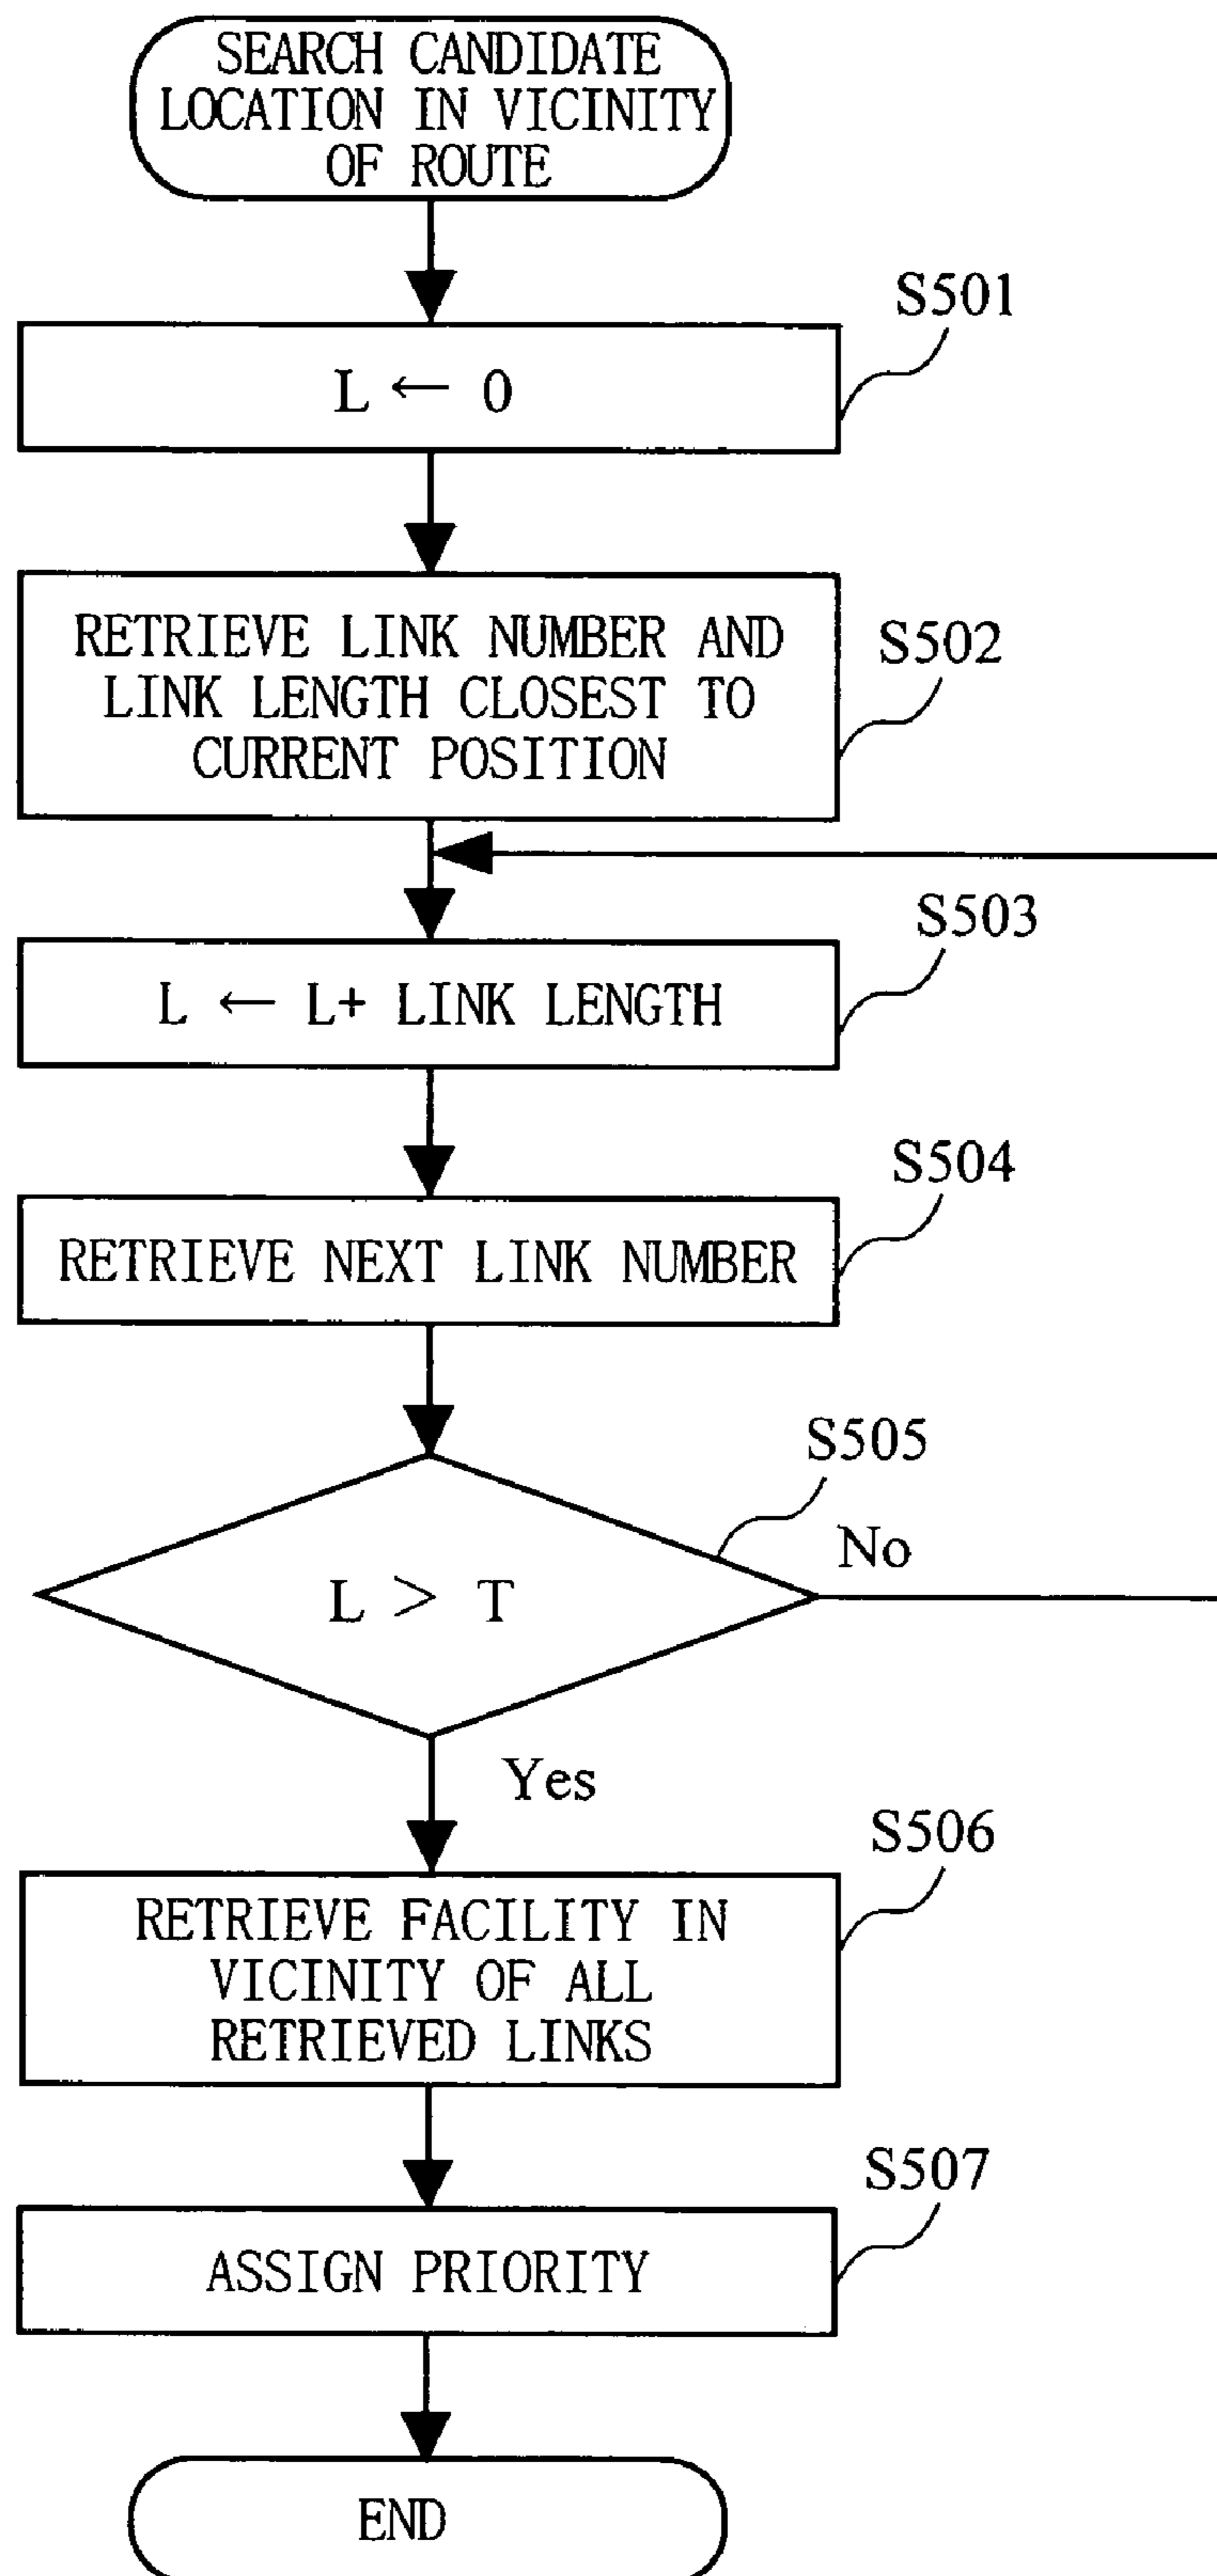 SEARCH CANDIDATE
LOCATION IN VICINITY
OF ROUTE
S501
L ← 0
RETRIEVE LINK NUMBER AND
LINK LENGTH CLOSEST TO
CURRENT POSITION
S502
S503
L ← L+ LINK LENGTH
S504
RETRIEVE NEXT LINK NUMBER
S505
No
L > T
Yes
S506
RETRIEVE FACILITY IN
VICINITY OF ALL
RETRIEVED LINKS
S507
ASSIGN PRIORITY
END